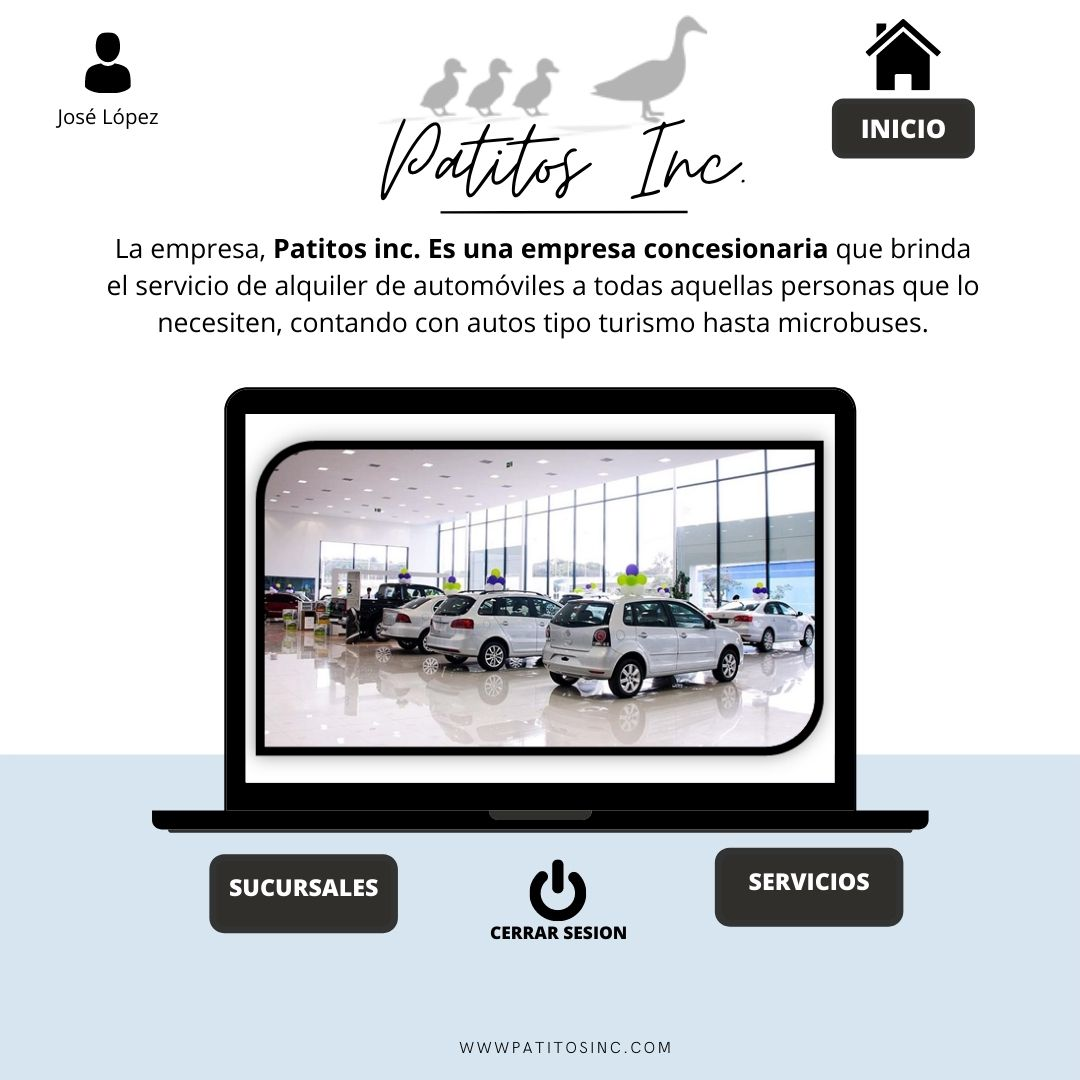 José López
Patitos Inc.
INICIO
La empresa, Patitos inc. Es una empresa concesionaria que brinda
el servicio de alquiler de automóviles a todas aquellas personas que lo
necesiten, contando con autos tipo turismo hasta microbuses.
SUCURSALES
SERVICIOS
CERRAR SESION
WWWPATITOSINC.COM